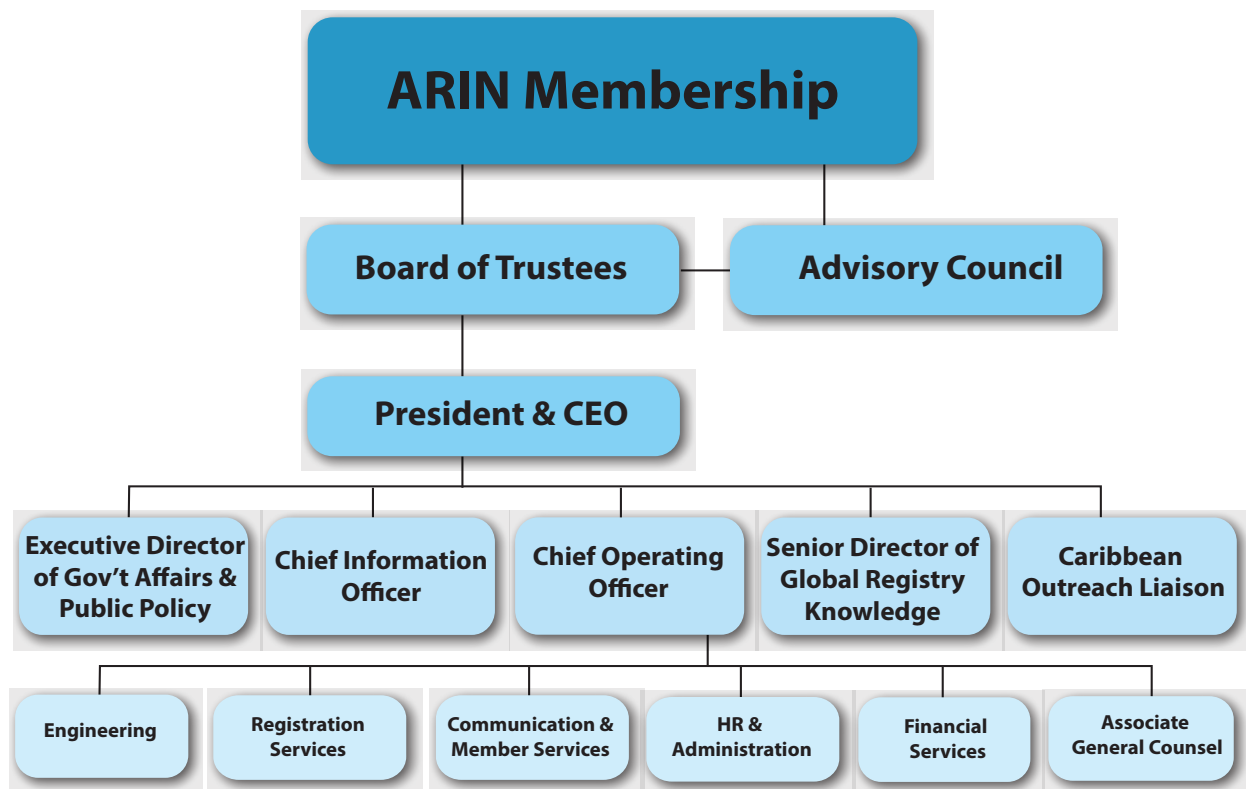 ARIN Membership
Board of Trustees
Advisory Council
President & CEO
Executive Director
of Gov’t Affairs &
Public Policy
Chief Information
Officer
Chief Operating
Officer
Senior Director of
Global Registry
Knowledge
Caribbean
Outreach Liaison
Engineering
Registration
Services
Communication &
Member Services
HR &
Administration
Financial
Services
Associate
General Counsel